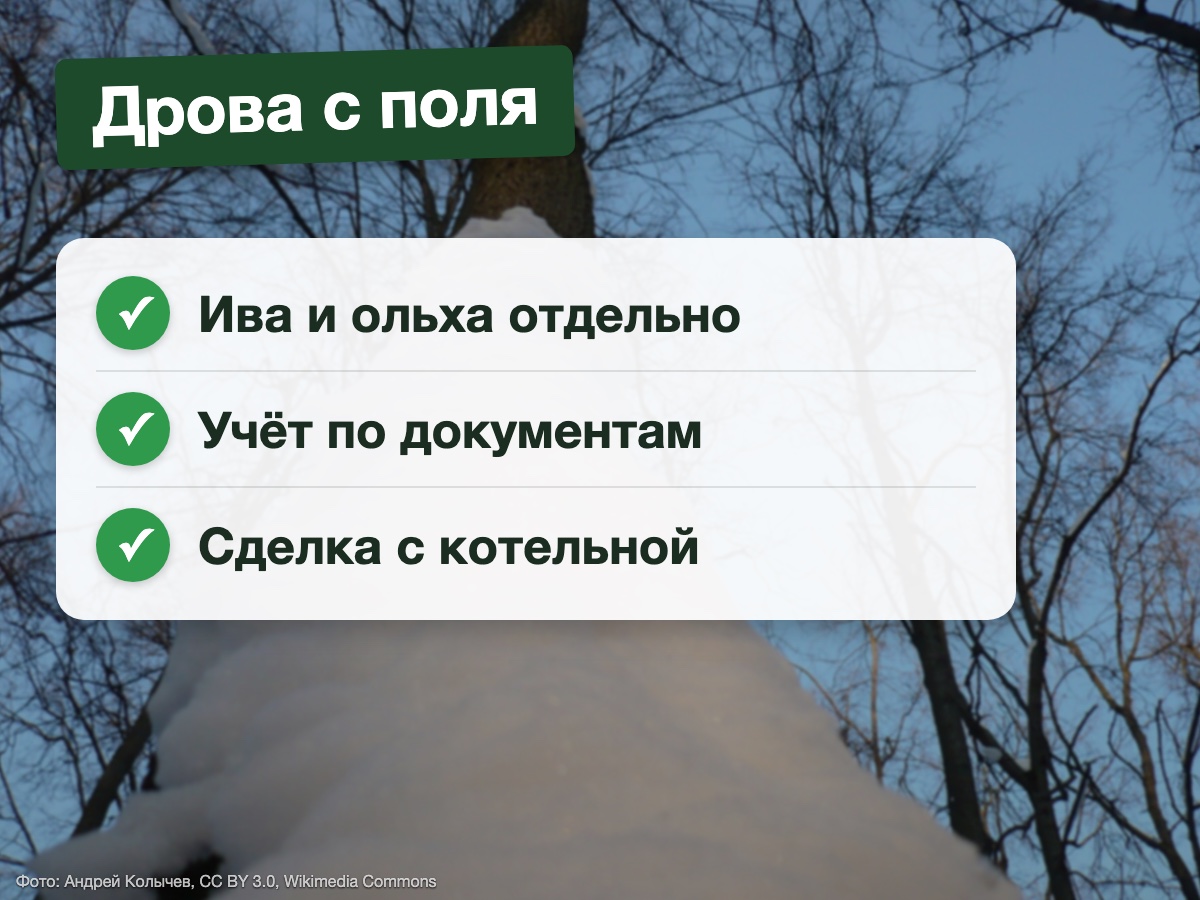 Дрова с поля
Ива и ольха отдельно
Учёт по документам
Сделка с котельной
Фото: Андрей Колычев, CC BY 3.0, Wikimedia Commons